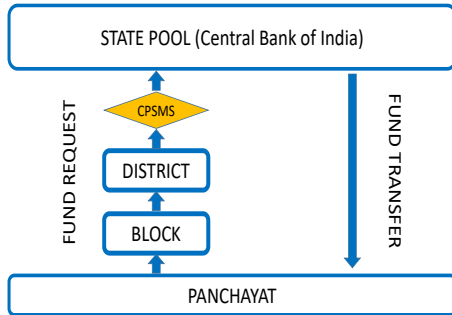 STATE POOL (Central Bank of India)
CPSMS
FUND REQUEST
DISTRICT
BLOCK
FUND TRANSFER
PANCHAYAT